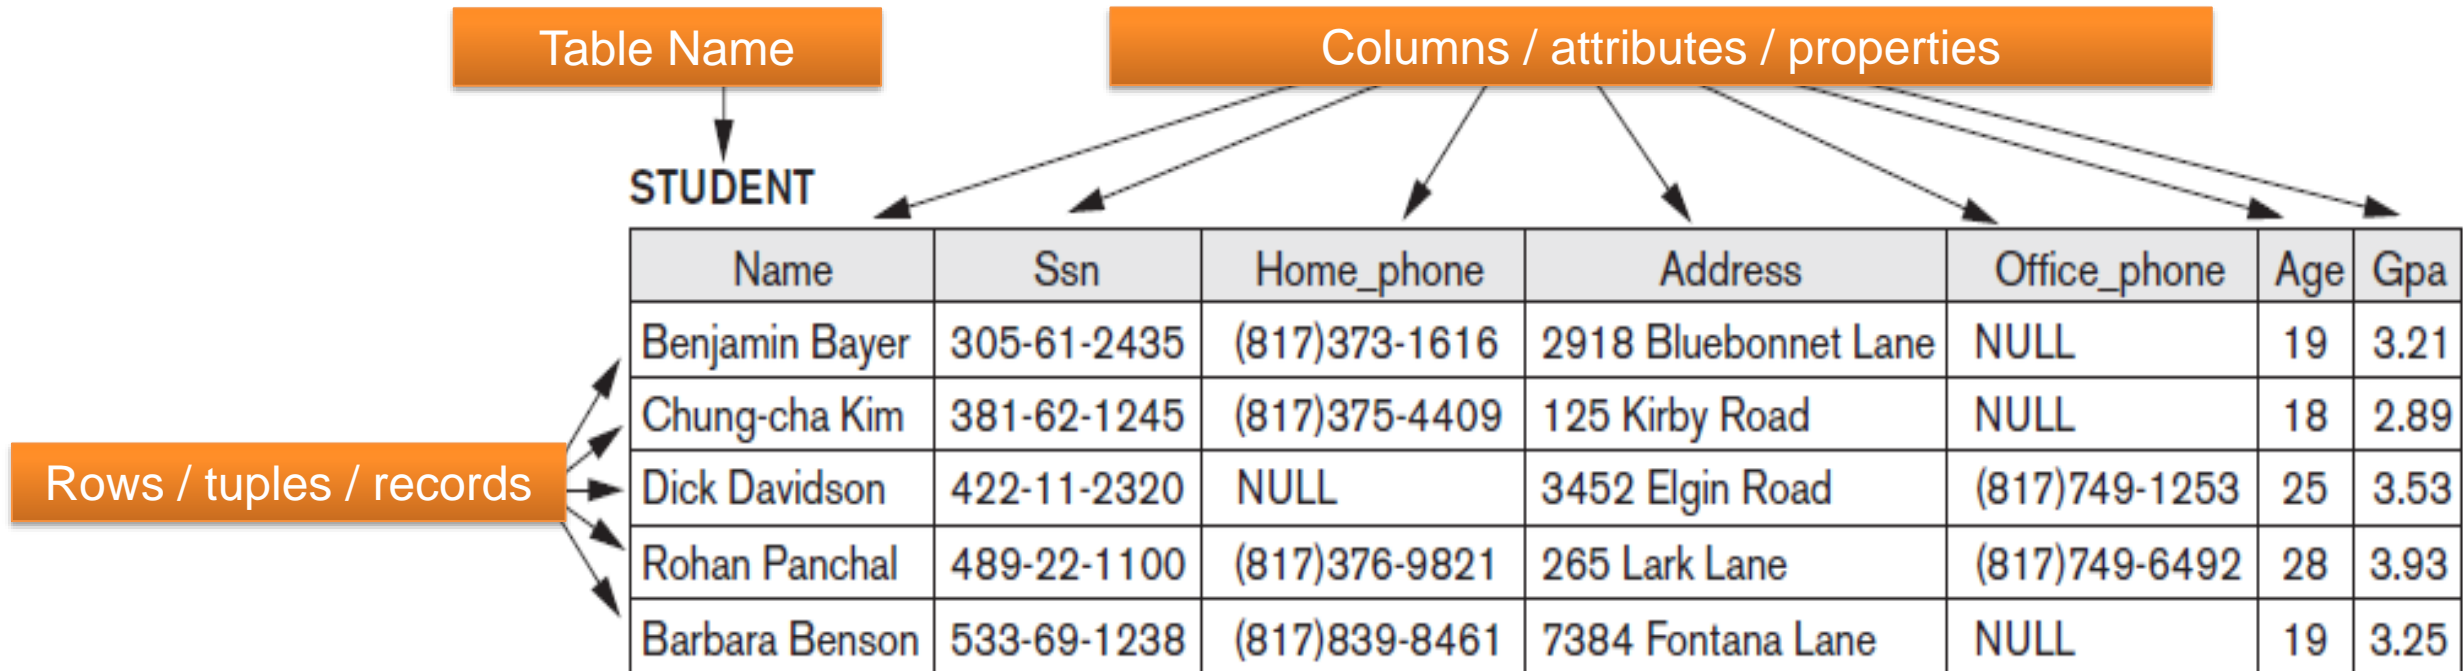 Table Name
Columns / attributes / properties
STUDENT
Name Ssn Home_phone Address Office_phone Age Gpa
Benjamin Bayer 305-61-2435 (817)373-1616 2918 Bluebonnet Lane NULL 19 3.21
Chung-cha Kim 381-62-1245 (817)375-4409 125 Kirby Road NULL 18 2.89
Rows / tuples / records
Dick Davidson 422-11-2320 NULL 3452 Elgin Road (817)749-1253 25 3.53
Rohan Panchal 489-22-1100 (817)376-9821 265 Lark Lane (817)749-6492 28 3.93
Barbara Benson 533-69-1238 (817)839-8461 7384 Fontana Lane NULL 19 3.25